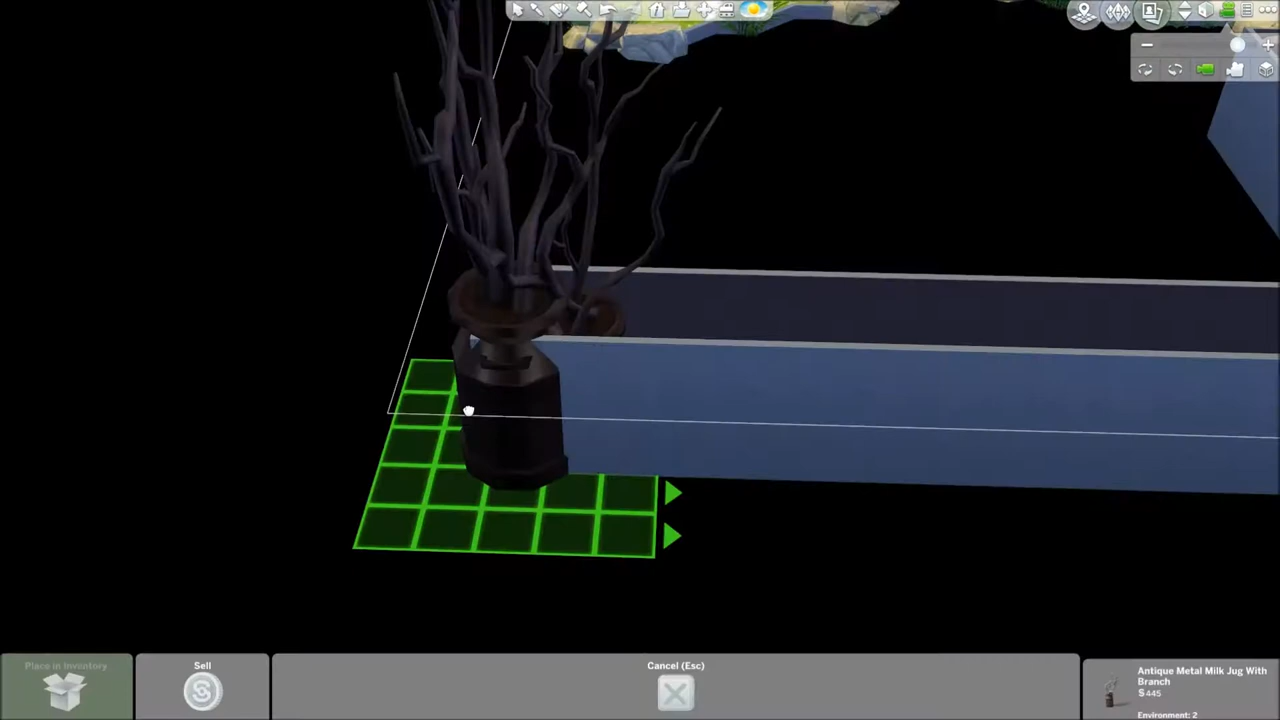 Place in Inventory
Sell
Cancel (Esc)
Antique Metal Milk Jug With
Branch
$445
Environment: 2